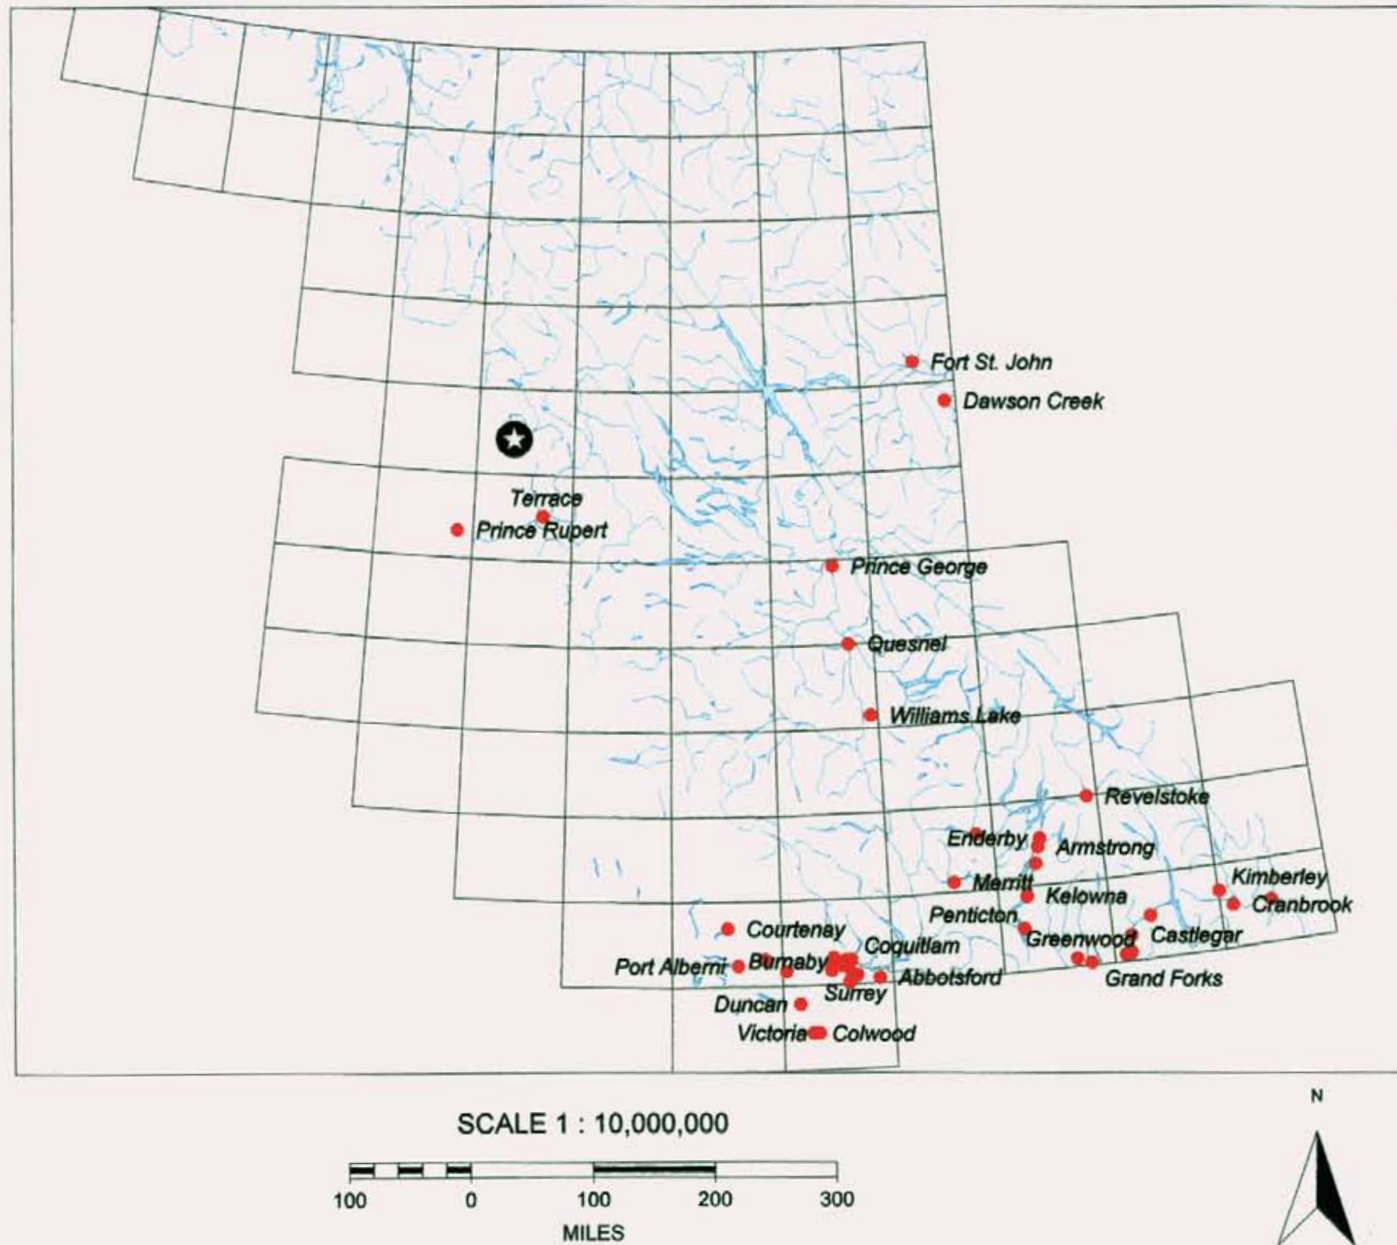 Fort St. John
Dawson Creek
Terrace
Prince Rupert
Prince George
Quesnel
Williams Lake
Revelstoke
Enderby
Armstrong
Merritt
Kimberley
Kelowna
Cranbrook
Penticton
Courtenay
Greenwood
Castlegar
Coquitlam
Port Alberni
Burnaby
Abbotsford
Grand Forks
Surrey
Duncan
Victoria
Colwood
SCALE 1 : 10,000,000
N
100 0 100 200 300
MILES